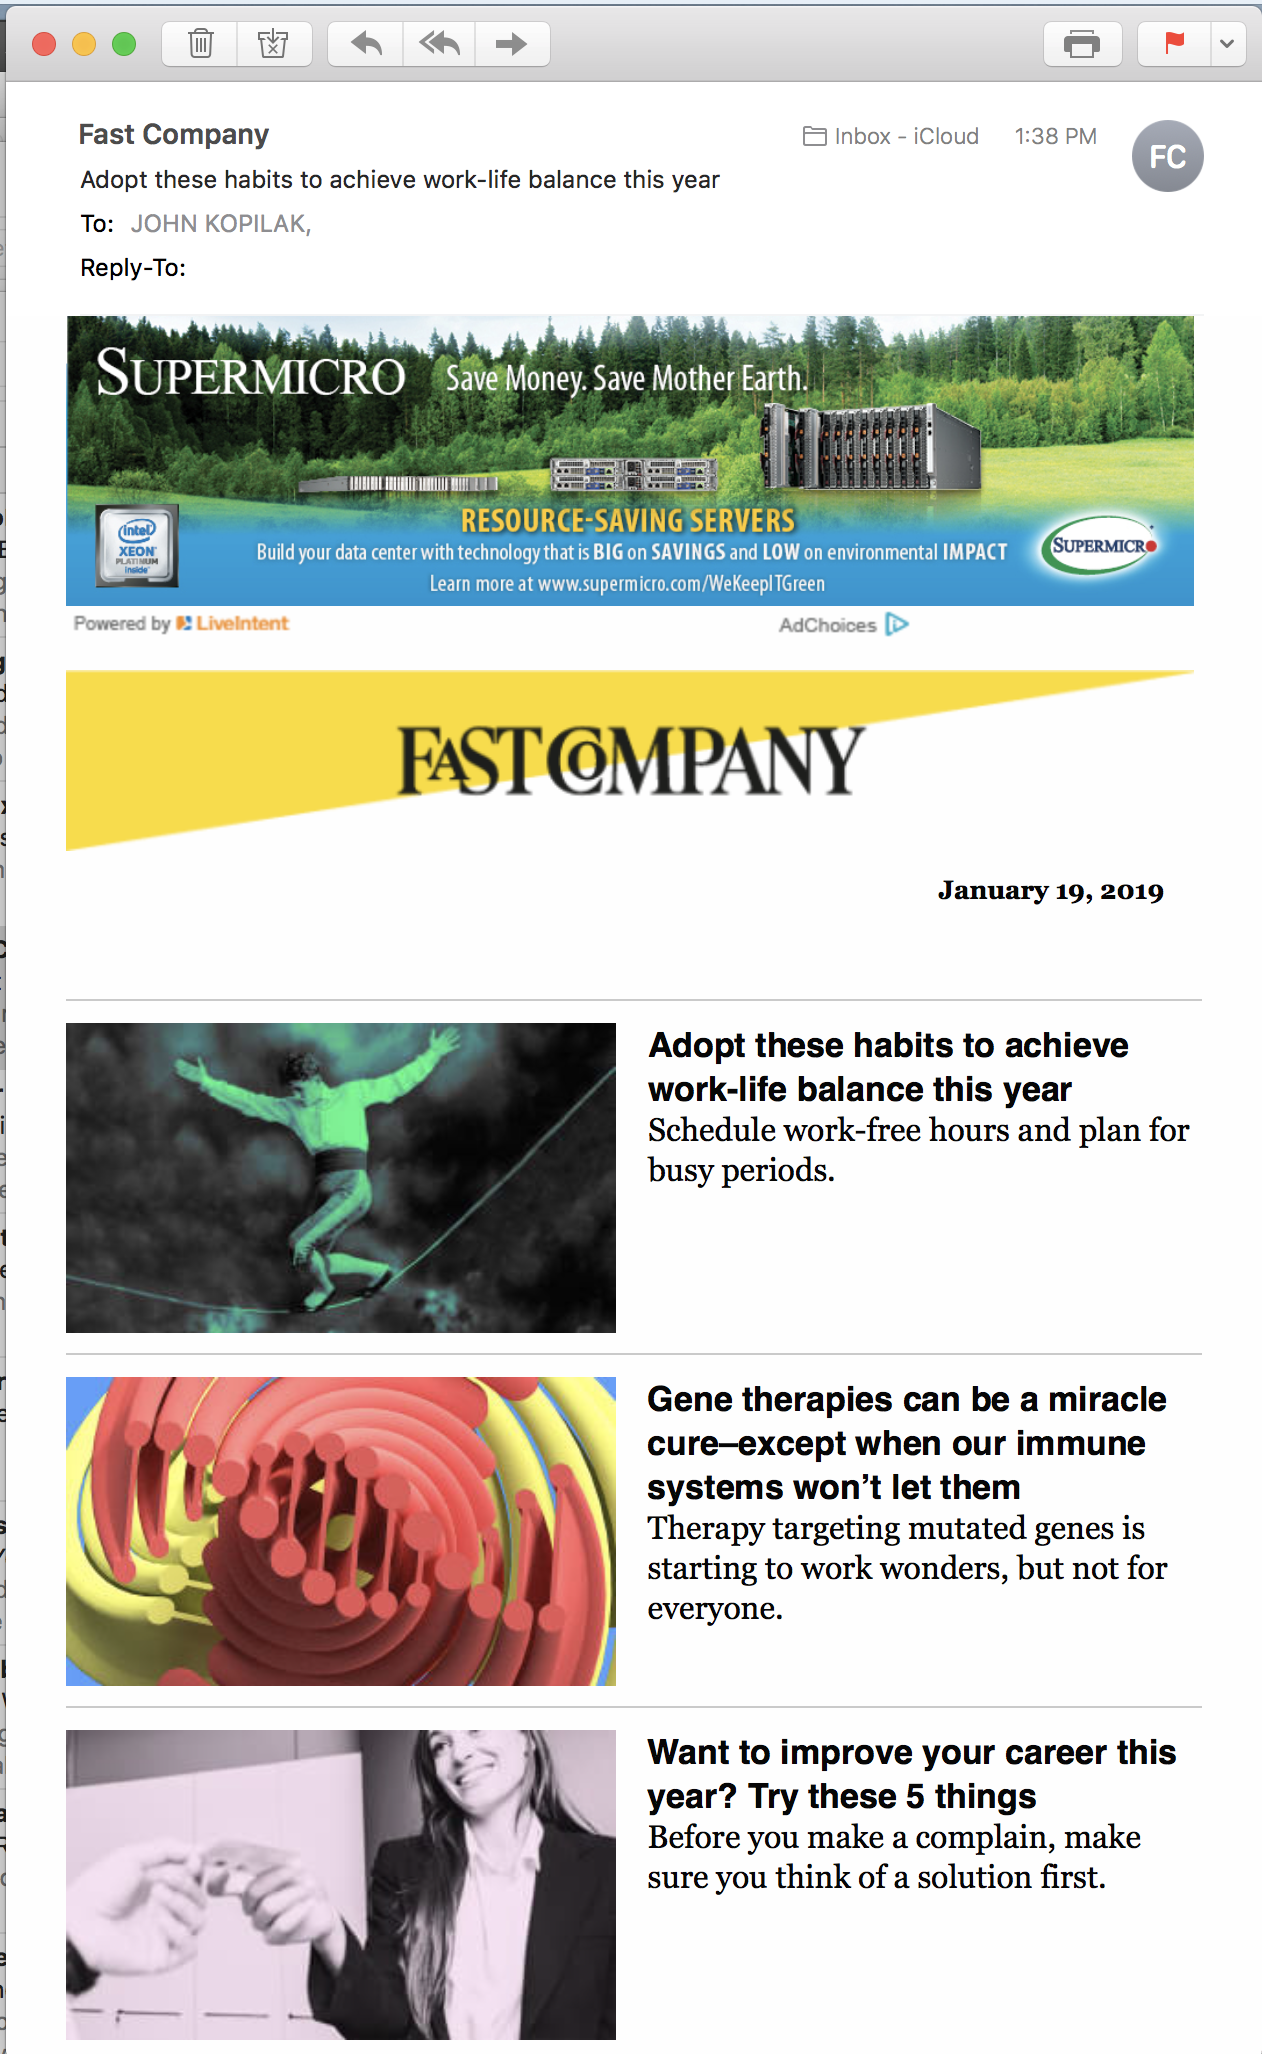 Fast Company
Inbox - iCloud
1:38 PM
FC
Adopt these habits to achieve work-life balance this year
To: JOHN KOPILAK,
Reply-To:
SUPERMICRO
Save Money. Save Mother Earth.
RESOURCE-SAVING SERVERS
intel
XEON
PLATINUM
inside
Build your data center with technology that is BIG on SAVINGS and LOW on environmental IMPACT
SUPERMICRO
Learn more at www.supermicro.com/WeKeepITGreen
Powered by LiveIntent
AdChoices
FAST COMPANY
January 19, 2019
Adopt these habits to achieve
work-life balance this year
Schedule work-free hours and plan for
busy periods.
Gene therapies can be a miracle
cure–except when our immune
systems won’t let them
Therapy targeting mutated genes is
starting to work wonders, but not for
everyone.
Want to improve your career this
year? Try these 5 things
Before you make a complain, make
sure you think of a solution first.